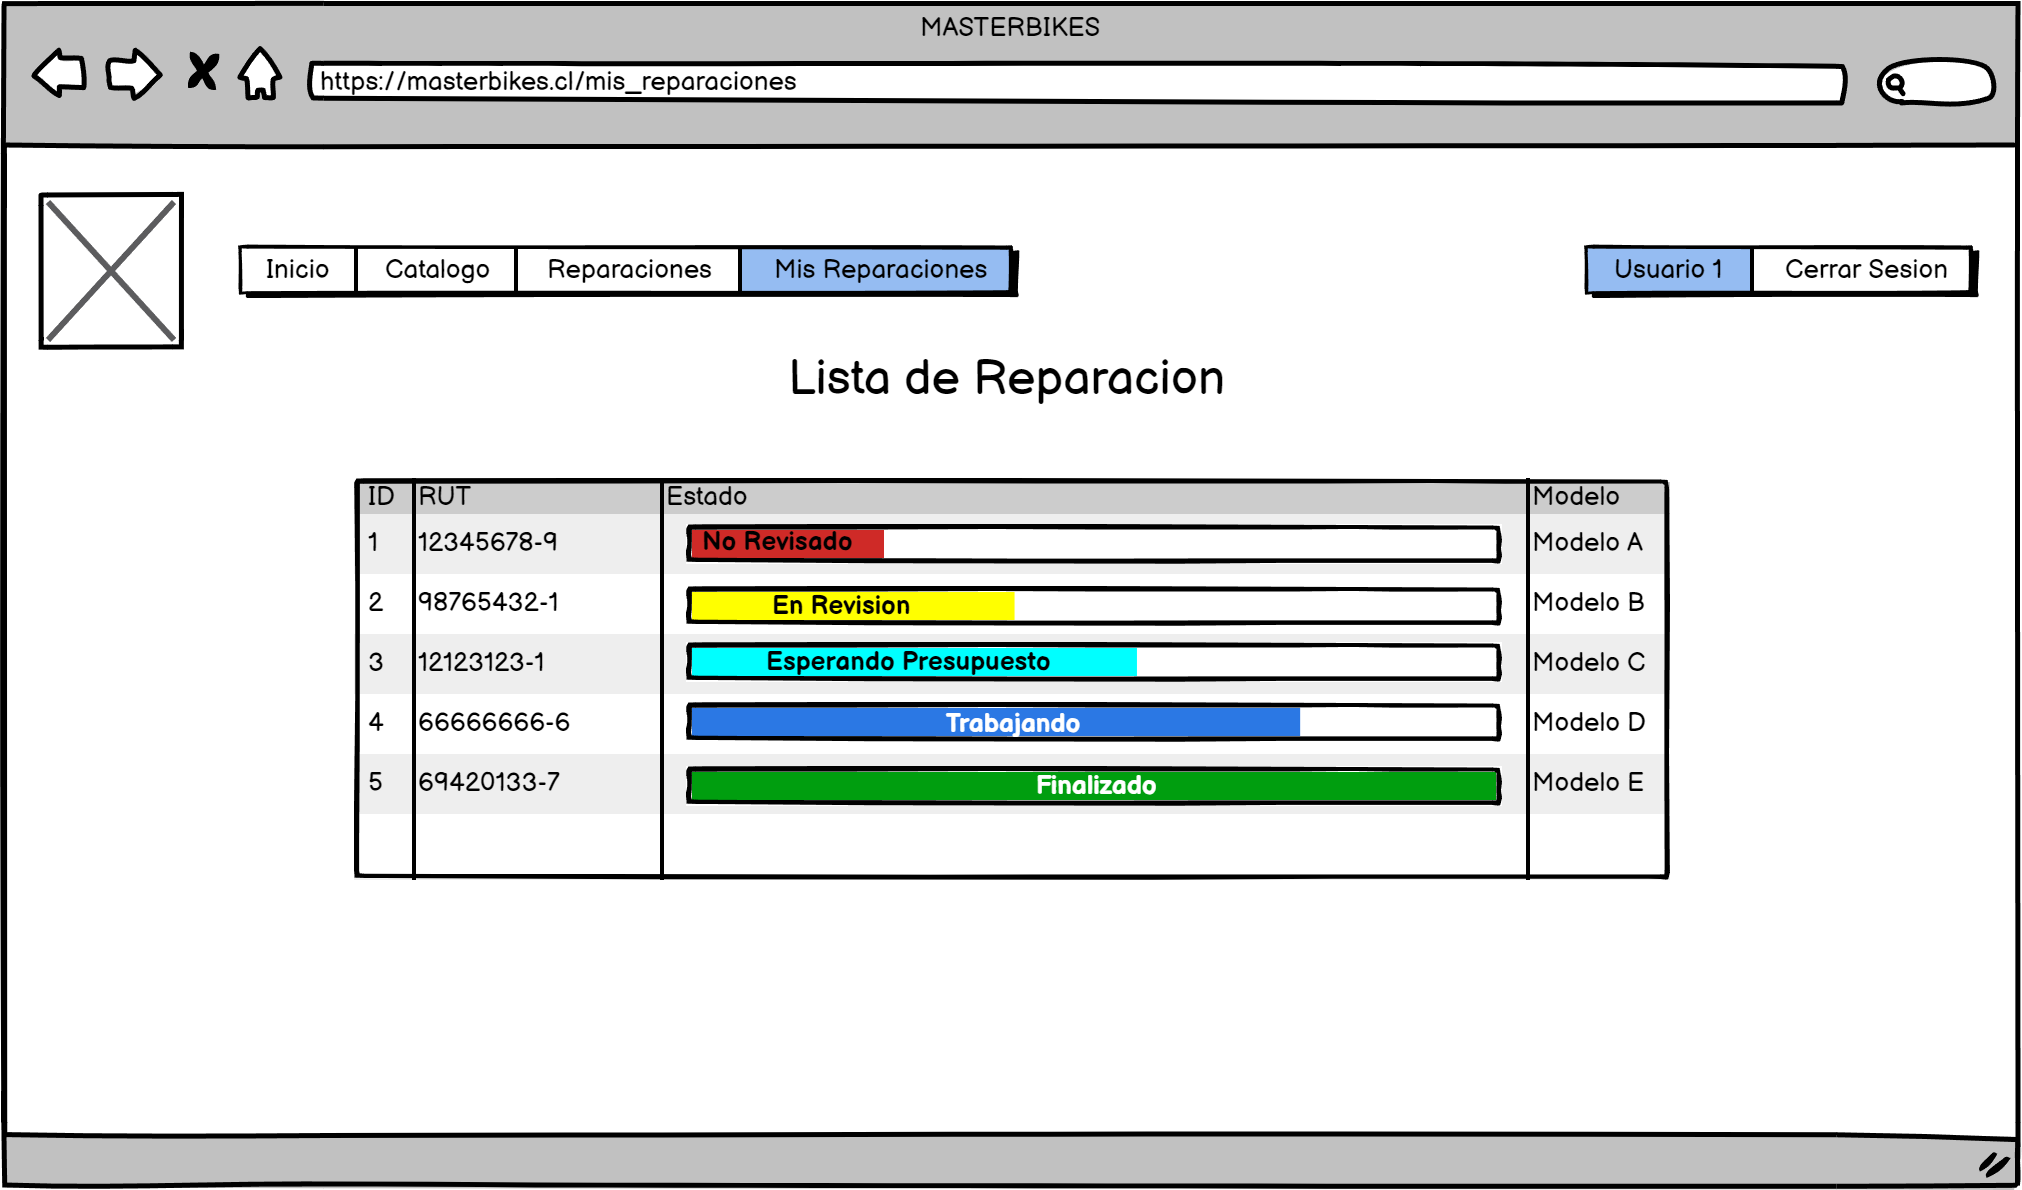 MASTERBIKES
https://masterbikes.cl/mis_reparaciones
Inicio Catalogo Reparaciones Mis Reparaciones Usuario 1 Cerrar Sesion
Lista de Reparacion
ID RUT Estado Modelo
1 12345678-9 No Revisado Modelo A
2 98765432-1 En Revision Modelo B
3 12123123-1 Esperando Presupuesto Modelo C
4 66666666-6 Trabajando Modelo D
5 69420133-7 Finalizado Modelo E